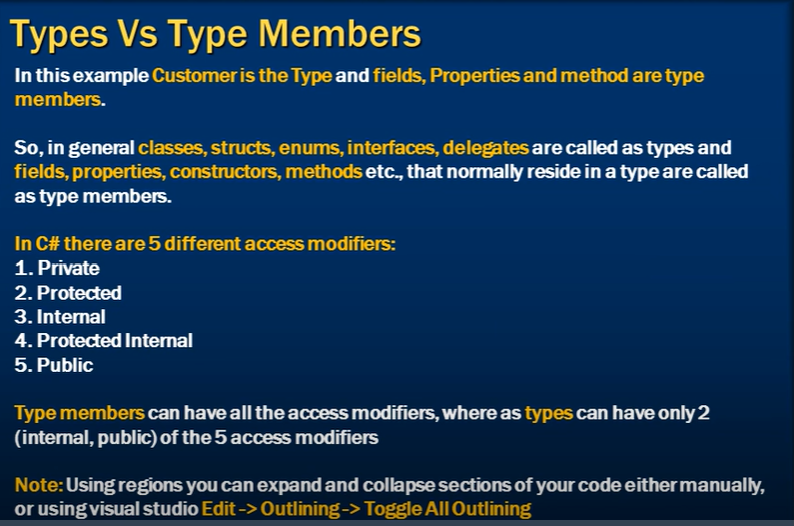 Types Vs Type Members
In this example Customer is the Type and fields, Properties and method are type
members.
So, in general classes, structs, enums, interfaces, delegates are called as types and
fields, properties, constructors, methods etc., that normally reside in a type are called
as type members.
In C# there are 5 different access modifiers:
1. Private
2. Protected
3. Internal
4. Protected Internal
5. Public
Type members can have all the access modifiers, where as types can have only 2
(internal, public) of the 5 access modifiers
Note: Using regions you can expand and collapse sections of your code either manually,
or using visual studio Edit -> Outlining -> Toggle All Outlining